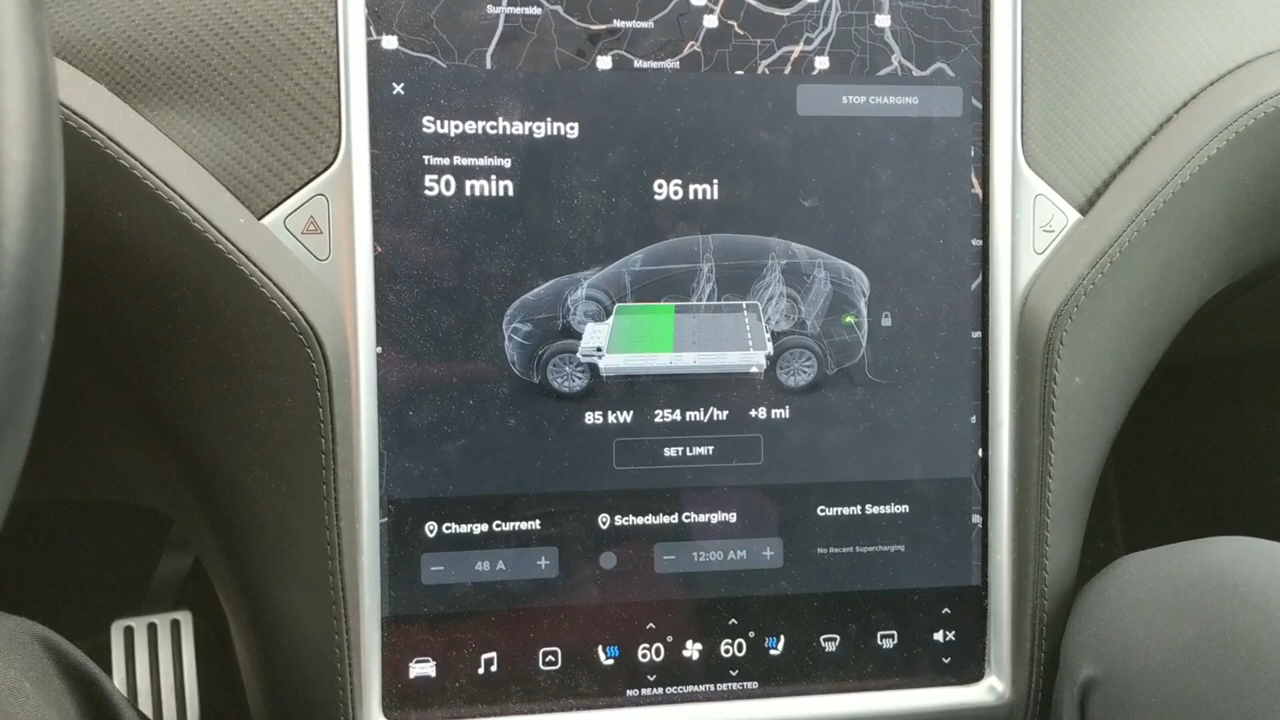 Summerside
Newtown
Mariemont
STOP CHARGING
Supercharging
Time Remaining
50 min
96 mi
85 kW 254 mi/hr +8 mi
SET LIMIT
Charge Current
Scheduled Charging
Current Session
48 A
12:00 AM
No Recent Supercharging
60°
60°
NO REAR OCCUPANTS DETECTED